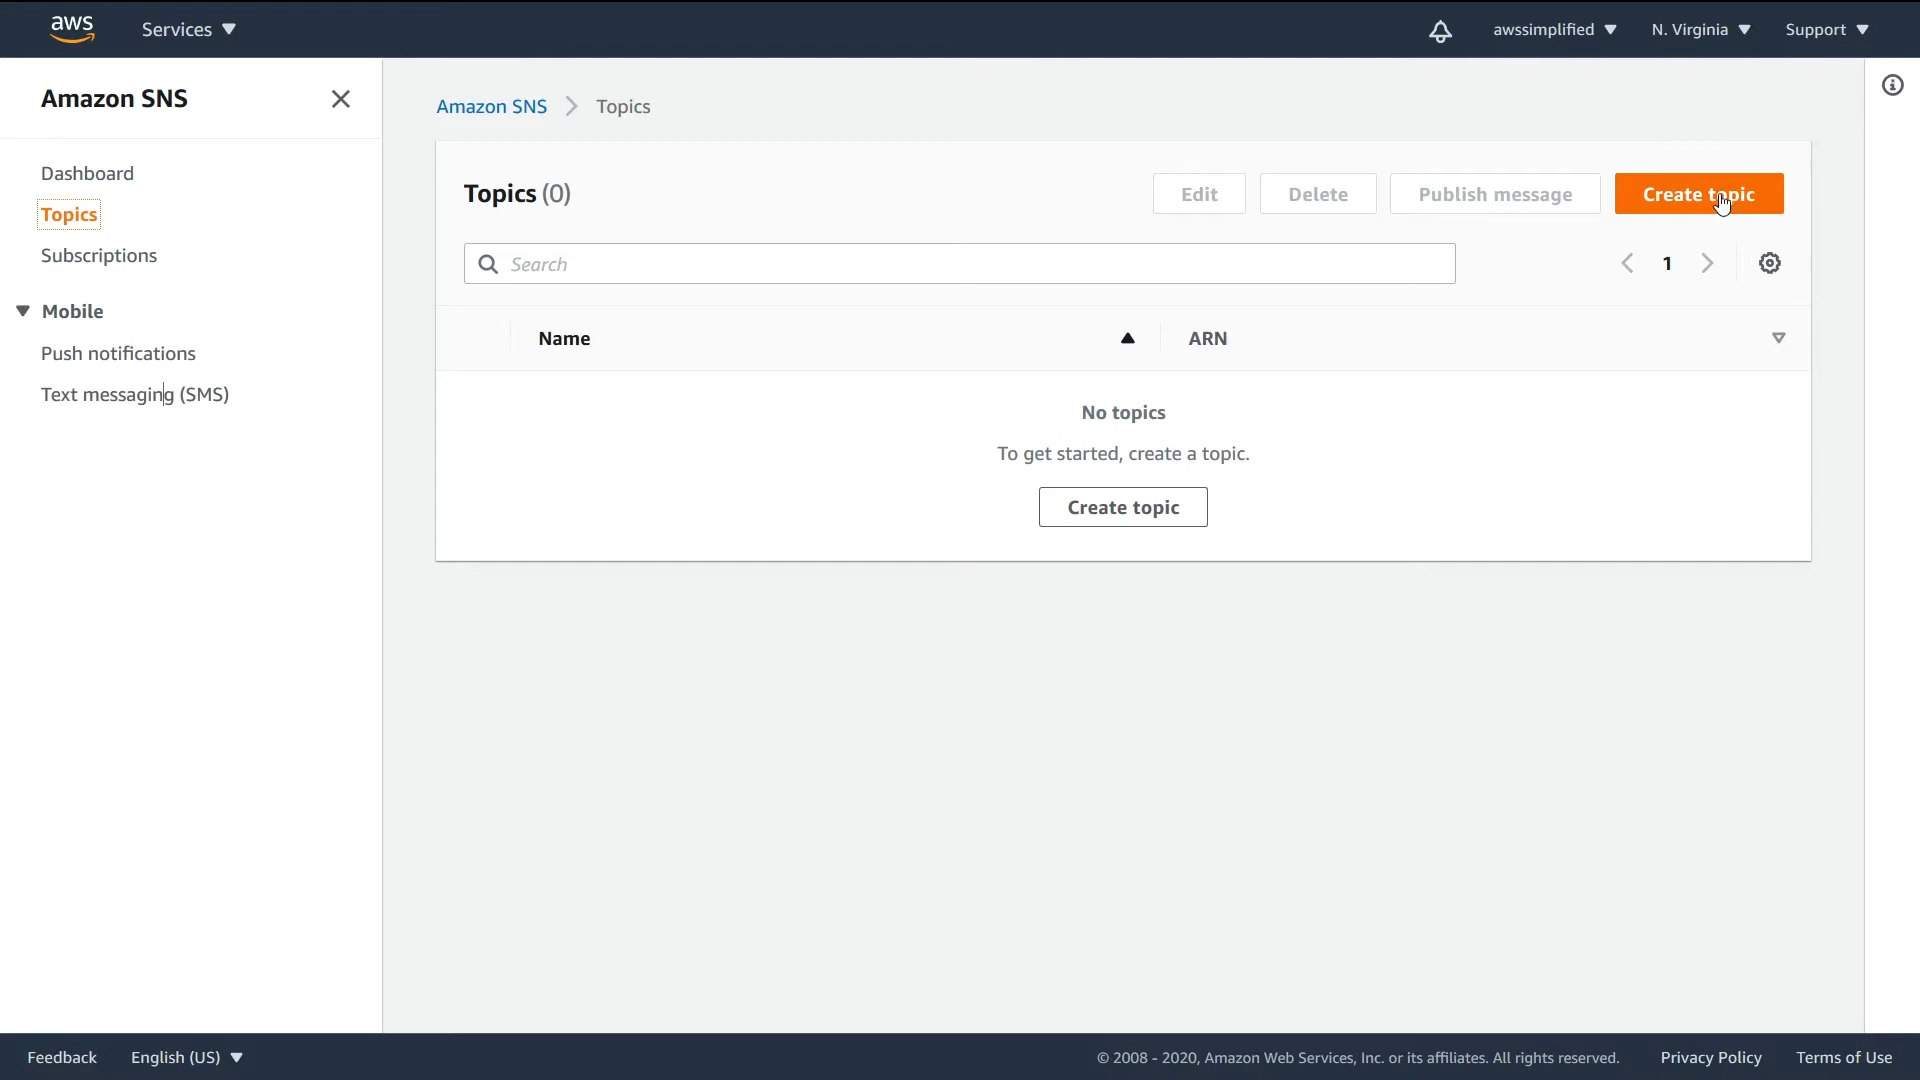 aws Services awssimplified N. Virginia Support
Amazon SNS
Dashboard
Topics
Subscriptions
Mobile
Push notifications
Text messaging (SMS)
Amazon SNS Topics
Topics (0) Edit Delete Publish message Create topic
Search 1
Name ARN
No topics
To get started, create a topic.
Create topic
Feedback English (US) © 2008 - 2020, Amazon Web Services, Inc. or its affiliates. All rights reserved. Privacy Policy Terms of Use